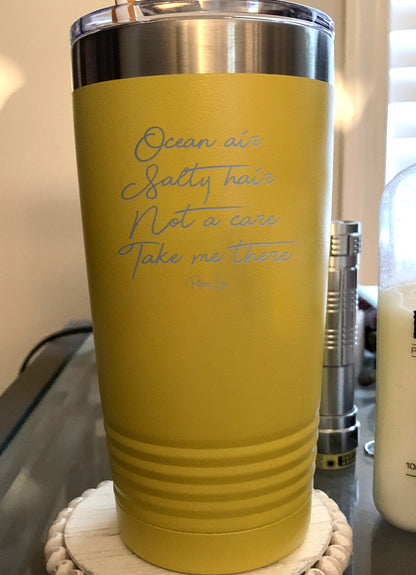 Ocean air
Salty hair
Not a care
Take me there